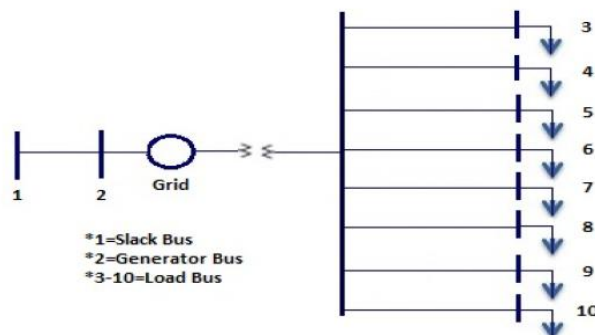 3
4
5
6
7
8
9
10
1
2
Grid
*1=Slack Bus
*2=Generator Bus
*3-10=Load Bus